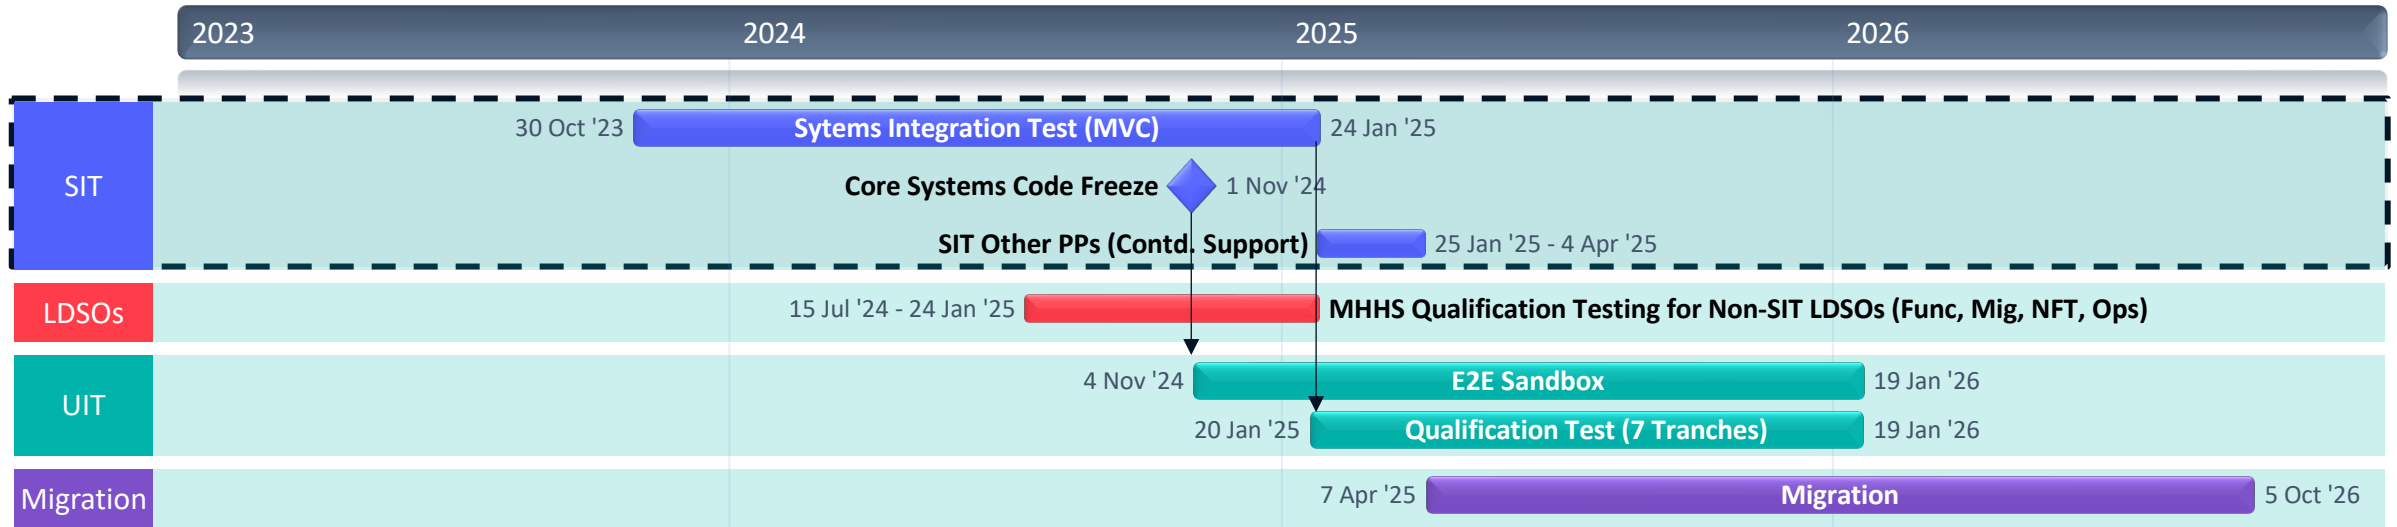 2023 2024 2025 2026
SIT
30 Oct '23 Sytems Integration Test (MVC) 24 Jan '25
Core Systems Code Freeze 1 Nov '24
SIT Other PPs (Contd. Support) 25 Jan '25 - 4 Apr '25
LDSOs
15 Jul '24 - 24 Jan '25 MHHS Qualification Testing for Non-SIT LDSOs (Func, Mig, NFT, Ops)
UIT
4 Nov '24 E2E Sandbox 19 Jan '26
20 Jan '25 Qualification Test (7 Tranches) 19 Jan '26
Migration
7 Apr '25 Migration 5 Oct '26